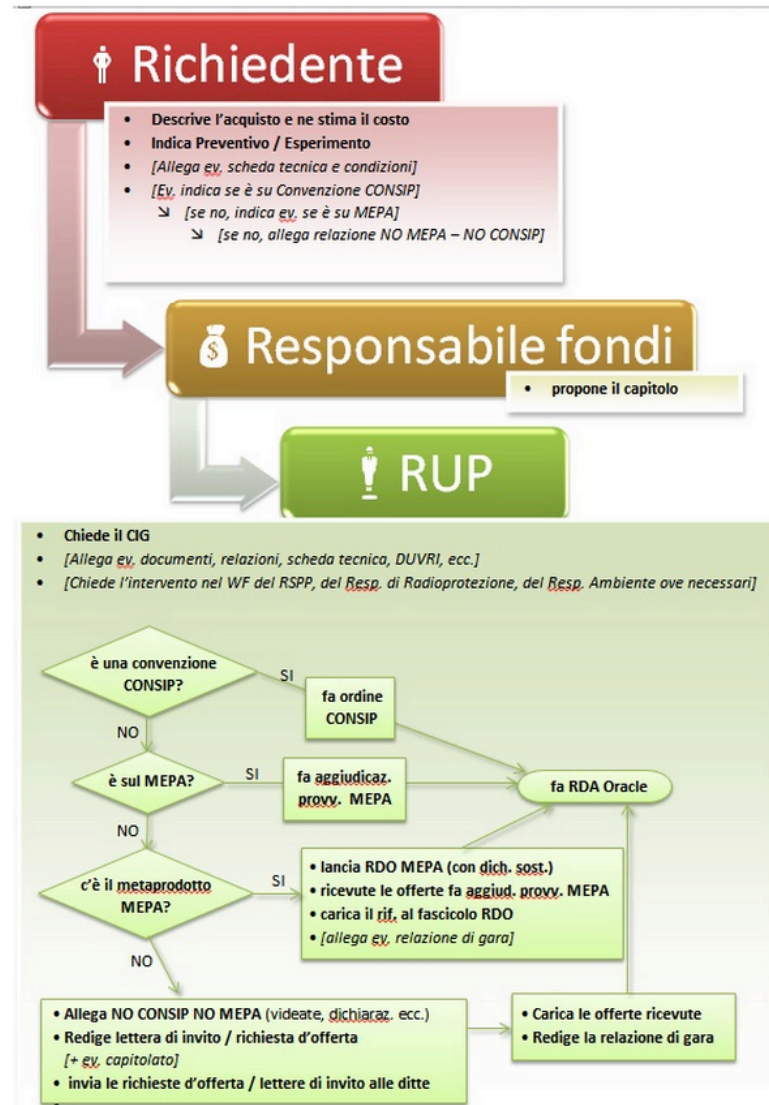 Richiedente
• Descrive l'acquisto e ne stima il costo
• Indica Preventivo / Esperimento
• [Allega ev. scheda tecnica e condizioni]
• [Ev. indica se è su Convenzione CONSIP]
↘ [se no, indica ev. se è su MEPA]
↘ [se no, allega relazione NO MEPA – NO CONSIP]
$ Responsabile fondi
• propone il capitolo
RUP
• Chiede il CIG
• [Allega ev. documenti, relazioni, scheda tecnica, DUVRI, ecc.]
• [Chiede l'intervento nel WF del RSPP, del Resp. di Radioprotezione, del Resp. Ambiente ove necessari]
è una convenzione
CONSIP?
SI
fa ordine
CONSIP
NO
è sul MEPA?
SI
fa aggiudicaz.
provv. MEPA
fa RDA Oracle
NO
c'è il metaprodotto
MEPA?
SI
• lancia RDO MEPA (con dich. sost.)
• ricevute le offerte fa aggiud. provv. MEPA
• carica il rif. al fascicolo RDO
• [allega ev. relazione di gara]
NO
• Allega NO CONSIP NO MEPA (videate, dichiaraz. ecc.)
• Redige lettera di invito / richiesta d'offerta
[+ ev. capitolato]
• invia le richieste d'offerta / lettere di invito alle ditte
• Carica le offerte ricevute
• Redige la relazione di gara